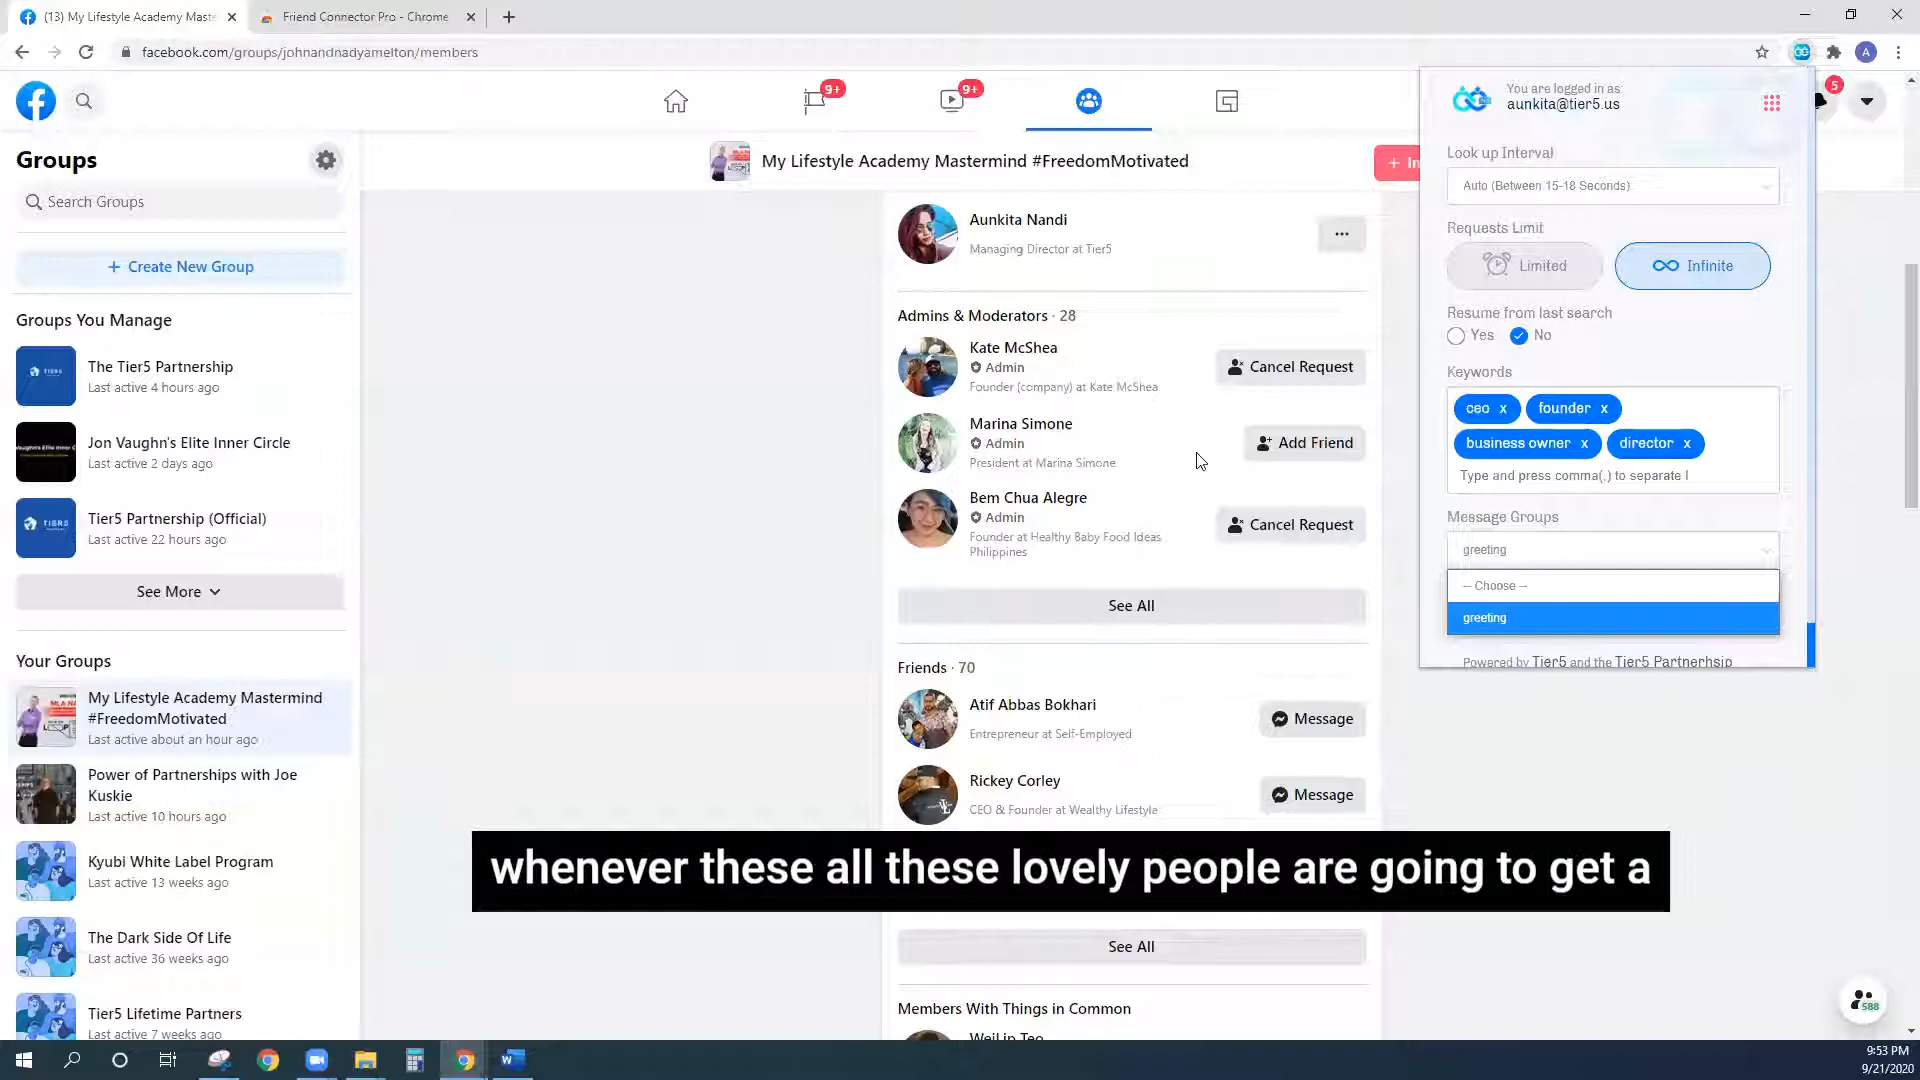 (13) My Lifestyle Academy Maste
Friend Connector Pro - Chrome
facebook.com/groups/johnandnadyamelton/members
A
9+
9+
5
Groups
Search Groups
+ Create New Group
Groups You Manage
The Tier5 Partnership
Last active 4 hours ago
Jon Vaughn's Elite Inner Circle
Last active 2 days ago
Tier5 Partnership (Official)
Last active 22 hours ago
See More
Your Groups
My Lifestyle Academy Mastermind
#FreedomMotivated
Last active about an hour ago
Power of Partnerships with Joe
Kuskie
Last active 10 hours ago
Kyubi White Label Program
Last active 13 weeks ago
The Dark Side Of Life
Last active 36 weeks ago
Tier5 Lifetime Partners
Last active 7 weeks ago
My Lifestyle Academy Mastermind #FreedomMotivated
+ In
Aunkita Nandi
Managing Director at Tier5
Admins & Moderators · 28
Kate McShea
Admin
Founder (company) at Kate McShea
Cancel Request
Marina Simone
Admin
President at Marina Simone
Add Friend
Bem Chua Alegre
Admin
Founder at Healthy Baby Food Ideas
Philippines
Cancel Request
See All
Friends · 70
Atif Abbas Bokhari
Entrepreneur at Self-Employed
Message
Rickey Corley
CEO & Founder at Wealthy Lifestyle
Message
whenever these all these lovely people are going to get a
See All
Members With Things in Common
WeiLip Teo
You are logged in as:
aunkita@tier5.us
Look up Interval
Auto (Between 15-18 Seconds)
Requests Limit
Limited
Infinite
Resume from last search
Yes
No
Keywords
ceo x
founder x
business owner x
director x
Type and press comma(,) to separate l
Message Groups
greeting
-- Choose --
greeting
Powered by Tier5 and the Tier5 Partnerhsip
588
9:53 PM
9/21/2020